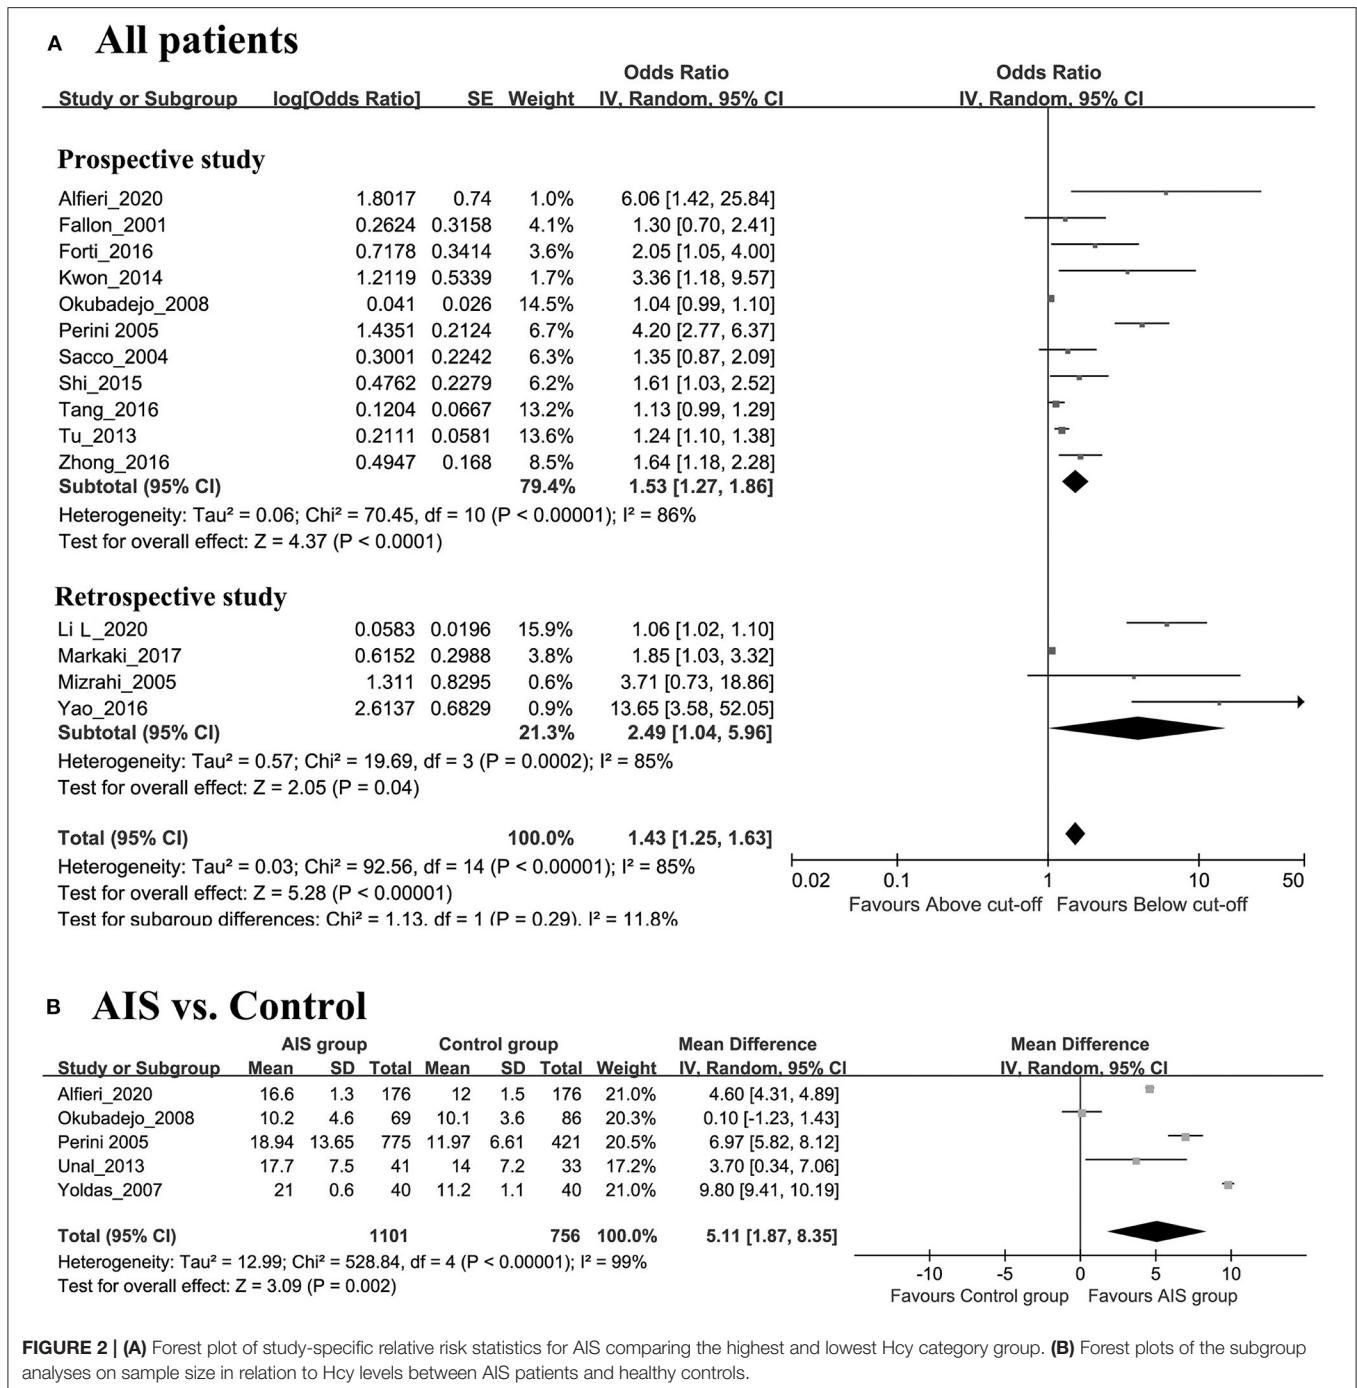 A All patients
Odds Ratio Odds Ratio
Study or Subgroup log[Odds Ratio] SE Weight IV, Random, 95% CI IV, Random, 95% CI
Prospective study
Alfieri_2020 1.8017 0.74 1.0% 6.06 [1.42, 25.84]
Fallon_2001 0.2624 0.3158 4.1% 1.30 [0.70, 2.41]
Forti_2016 0.7178 0.3414 3.6% 2.05 [1.05, 4.00]
Kwon_2014 1.2119 0.5339 1.7% 3.36 [1.18, 9.57]
Okubadejo_2008 0.041 0.026 14.5% 1.04 [0.99, 1.10]
Perini 2005 1.4351 0.2124 6.7% 4.20 [2.77, 6.37]
Sacco_2004 0.3001 0.2242 6.3% 1.35 [0.87, 2.09]
Shi_2015 0.4762 0.2279 6.2% 1.61 [1.03, 2.52]
Tang_2016 0.1204 0.0667 13.2% 1.13 [0.99, 1.29]
Tu_2013 0.2111 0.0581 13.6% 1.24 [1.10, 1.38]
Zhong_2016 0.4947 0.168 8.5% 1.64 [1.18, 2.28]
Subtotal (95% CI) 79.4% 1.53 [1.27, 1.86]
Heterogeneity: Tau² = 0.06; Chi² = 70.45, df = 10 (P < 0.00001); I² = 86%
Test for overall effect: Z = 4.37 (P < 0.0001)
Retrospective study
Li L_2020 0.0583 0.0196 15.9% 1.06 [1.02, 1.10]
Markaki_2017 0.6152 0.2988 3.8% 1.85 [1.03, 3.32]
Mizrahi_2005 1.311 0.8295 0.6% 3.71 [0.73, 18.86]
Yao_2016 2.6137 0.6829 0.9% 13.65 [3.58, 52.05]
Subtotal (95% CI) 21.3% 2.49 [1.04, 5.96]
Heterogeneity: Tau² = 0.57; Chi² = 19.69, df = 3 (P = 0.0002); I² = 85%
Test for overall effect: Z = 2.05 (P = 0.04)
Total (95% CI) 100.0% 1.43 [1.25, 1.63]
Heterogeneity: Tau² = 0.03; Chi² = 92.56, df = 14 (P < 0.00001); I² = 85%
Test for overall effect: Z = 5.28 (P < 0.00001)
Test for subgroup differences: Chi² = 1.13, df = 1 (P = 0.29), I² = 11.8%
0.02 0.1 1 10 50
Favours Above cut-off Favours Below cut-off
B AIS vs. Control
AIS group Control group Mean Difference Mean Difference
Study or Subgroup Mean SD Total Mean SD Total Weight IV, Random, 95% CI IV, Random, 95% CI
Alfieri_2020 16.6 1.3 176 12 1.5 176 21.0% 4.60 [4.31, 4.89]
Okubadejo_2008 10.2 4.6 69 10.1 3.6 86 20.3% 0.10 [-1.23, 1.43]
Perini 2005 18.94 13.65 775 11.97 6.61 421 20.5% 6.97 [5.82, 8.12]
Unal_2013 17.7 7.5 41 14 7.2 33 17.2% 3.70 [0.34, 7.06]
Yoldas_2007 21 0.6 40 11.2 1.1 40 21.0% 9.80 [9.41, 10.19]
Total (95% CI) 1101 756 100.0% 5.11 [1.87, 8.35]
Heterogeneity: Tau² = 12.99; Chi² = 528.84, df = 4 (P < 0.00001); I² = 99%
Test for overall effect: Z = 3.09 (P = 0.002)
-10 -5 0 5 10
Favours Control group Favours AIS group
FIGURE 2 | (A) Forest plot of study-specific relative risk statistics for AIS comparing the highest and lowest Hcy category group. (B) Forest plots of the subgroup
analyses on sample size in relation to Hcy levels between AIS patients and healthy controls.